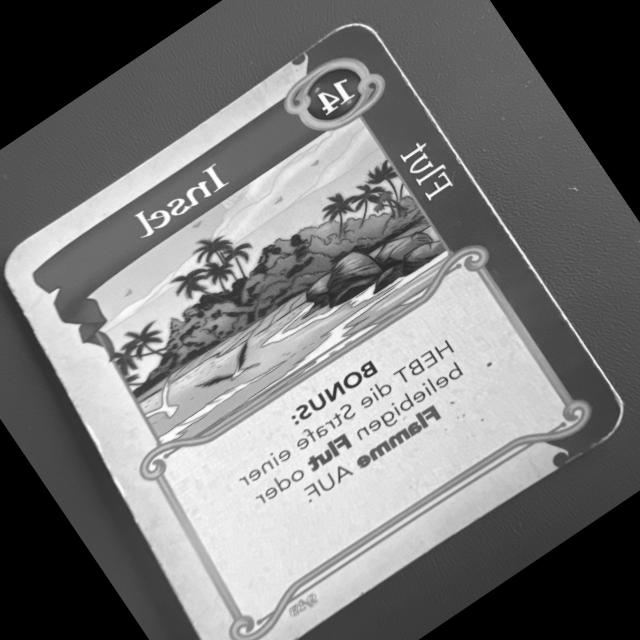 14
Insel
Flut
BONUS:
HEBT die Strafe einer
beliebigen Flut oder
Flamme AUF.